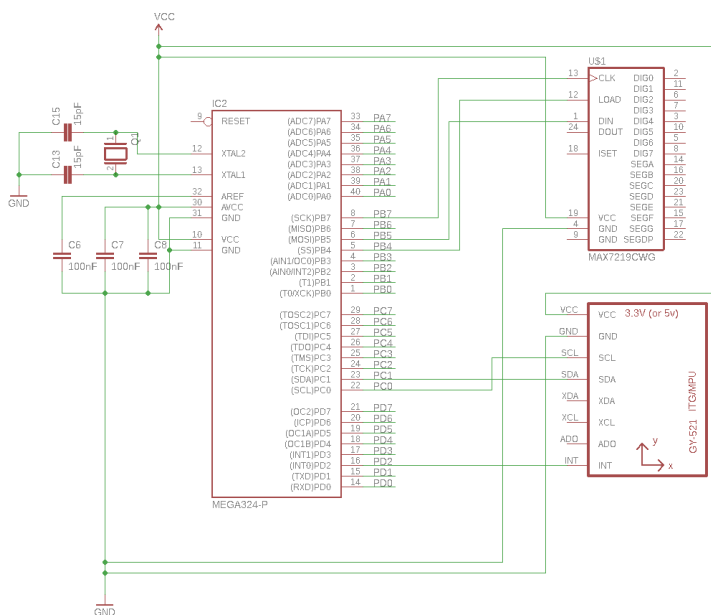 VCC
C15
15pF
C13
15pF
1
Q1
2
GND
C6
100nF
C7
100nF
C8
100nF
GND
IC2
9 RESET
12 XTAL2
13 XTAL1
32 AREF
30 AVCC
31 GND
10 VCC
11 GND
(ADC7)PA7 33 PA7
(ADC6)PA6 34 PA6
(ADC5)PA5 35 PA5
(ADC4)PA4 36 PA4
(ADC3)PA3 37 PA3
(ADC2)PA2 38 PA2
(ADC1)PA1 39 PA1
(ADC0)PA0 40 PA0
(SCK)PB7 8 PB7
(MISO)PB6 7 PB6
(MOSI)PB5 6 PB5
(SS)PB4 5 PB4
(AIN1/OC0)PB3 4 PB3
(AIN0/INT2)PB2 3 PB2
(T1)PB1 2 PB1
(T0/XCK)PB0 1 PB0
(TOSC2)PC7 29 PC7
(TOSC1)PC6 28 PC6
(TDI)PC5 27 PC5
(TDO)PC4 26 PC4
(TMS)PC3 25 PC3
(TCK)PC2 24 PC2
(SDA)PC1 23 PC1
(SCL)PC0 22 PC0
(OC2)PD7 21 PD7
(ICP)PD6 20 PD6
(OC1A)PD5 19 PD5
(OC1B)PD4 18 PD4
(INT1)PD3 17 PD3
(INT0)PD2 16 PD2
(TXD)PD1 15 PD1
(RXD)PD0 14 PD0
MEGA324-P
U$1
13 CLK
12 LOAD
1 DIN
24 DOUT
18 ISET
19 VCC
4 GND
9 GND
DIG0 2
DIG1 11
DIG2 6
DIG3 7
DIG4 3
DIG5 10
DIG6 5
DIG7 8
SEGA 14
SEGB 16
SEGC 20
SEGD 23
SEGE 21
SEGF 15
SEGG 17
SEGDP 22
MAX7219CWG
VCC VCC
GND GND
SCL SCL
SDA SDA
XDA XDA
XCL XCL
ADO ADO
INT INT
3,3V (or 5v)
GY-521 ITG/MPU
y
x